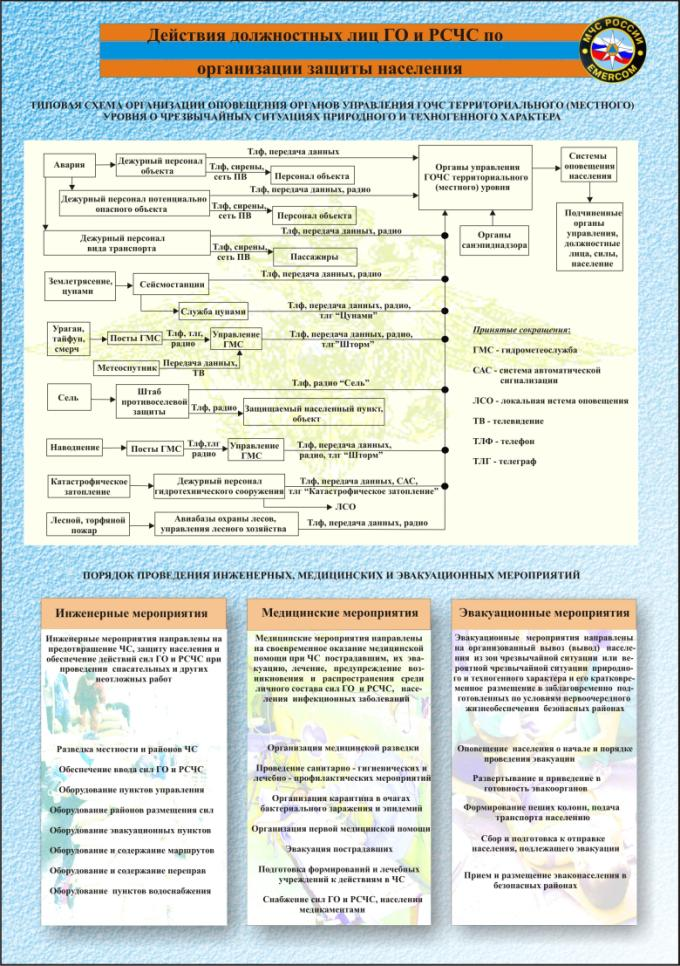 Действия должностных лиц ГО и РСЧС по
организации защиты населения
МЧС РОССИИ
EMERCOM
ТИПОВАЯ СХЕМА ОРГАНИЗАЦИИ ОПОВЕЩЕНИЯ ОРГАНОВ УПРАВЛЕНИЯ ГОЧС ТЕРРИТОРИАЛЬНОГО (МЕСТНОГО)
УРОВНЯ О ЧРЕЗВЫЧАЙНЫХ СИТУАЦИЯХ ПРИРОДНОГО И ТЕХНОГЕННОГО ХАРАКТЕРА
Авария
Дежурный персонал
объекта
Тлф, передача данных
Тлф, сирены,
сеть ПВ
Персонал объекта
Дежурный персонал потенциально
опасного объекта
Тлф, передача данных, радио
Тлф, сирены,
сеть ПВ
Персонал объекта
Дежурный персонал
вида транспорта
Тлф, передача данных, радио
Тлф, сирены,
сеть ПВ
Пассажиры
Органы управления
ГОЧС территориального
(местного) уровня
Системы
оповещения
населения
Органы
санэпиднадзора
Подчиненные
органы
управления,
должностные
лица, силы,
население
Землетрясение,
цунами
Сейсмостанции
Тлф, передача данных, радио
Служба цунами
Тлф, передача данных, радио,
тлг “Цунами”
Ураган,
тайфун,
смерч
Посты ГМС
Тлф, тлг,
радио
Управление
ГМС
Тлф, передача данных, радио,
тлг”Шторм”
Метеоспутник
Передача данных,
ТВ
Сель
Штаб
противоселевой
защиты
Тлф, радио “Сель”
Тлф, радио
Защищаемый населенный пункт,
объект
Наводнение
Посты ГМС
Тлф,тлг
радио
Управление
ГМС
Тлф, передача данных,
радио, тлг “Шторм”
Катастрофическое
затопление
Дежурный персонал
гидротехнического сооружения
Тлф, передача данных, САС,
тлг “Катастрофическое затопление”
ЛСО
Лесной, торфяной
пожар
Авиабазы охраны лесов,
управления лесного хозяйства
Тлф, передача данных, радио
Принятые сокращения:
ГМС - гидрометеослужба
САС - система автоматической
сигнализации
ЛСО - локальная истема оповещения
ТВ - телевидение
ТЛФ - телефон
ТЛГ - телеграф
ПОРЯДОК ПРОВЕДЕНИЯ ИНЖЕНЕРНЫХ, МЕДИЦИНСКИХ И ЭВАКУАЦИОННЫХ МЕРОПРИЯТИЙ
Инженерные мероприятия
Инженерные мероприятия направлены на
предотвращение ЧС, защиту населения и
обеспечение действий сил ГО и РСЧС при
проведении спасательных и других
неотложных работ
Разведка местности и районов ЧС
Обеспечение ввода сил ГО и РСЧС
Оборудование пунктов управления
Оборудование районов размещения сил
Оборудование эвакуационных пунктов
Оборудование и содержание маршрутов
Оборудование и содержание переправ
Оборудование пунктов водоснабжения
Медицинские мероприятия
Медицинские мероприятия направлены
на своевременное оказание медицинской
помощи при ЧС пострадавшим, их эва-
куацию, лечение, предупреждение воз-
никновения и распространения среди
личного состава сил ГО и РСЧС, насе-
ления инфекционных заболеваний
Организация медицинской разведки
Проведение санитарно - гигиенических и
лечебно - профилактических мероприятий
Организация карантина в очагах
бактериального заражения и эпидемий
Организация первой медицинской помощи
Эвакуация пострадавших
Подготовка формирований и лечебных
учреждений к действиям в ЧС
Снабжение сил ГО и РСЧС, населения
медикаментами
Эвакуационные мероприятия
Эвакуационные мероприятия направлены
на организованный вывоз (вывод) населе-
ния из зон чрезвычайной ситуации или ве-
роятной чрезвычайной ситуации природно-
го и техногенного характера и его кратковре-
менное размещение в заблаговременно под-
готовленных по условиям первоочередного
жизнеобеспечения безопасных районах
Оповещение населения о начале и порядке
проведения эвакуации
Развертывание и приведение в
готовность эвакоорганов
Формирование пеших колонн, подача
транспорта населению
Сбор и подготовка к отправке
населения, подлежащего эвакуации
Прием и размещение эваконаселения в
безопасных районах